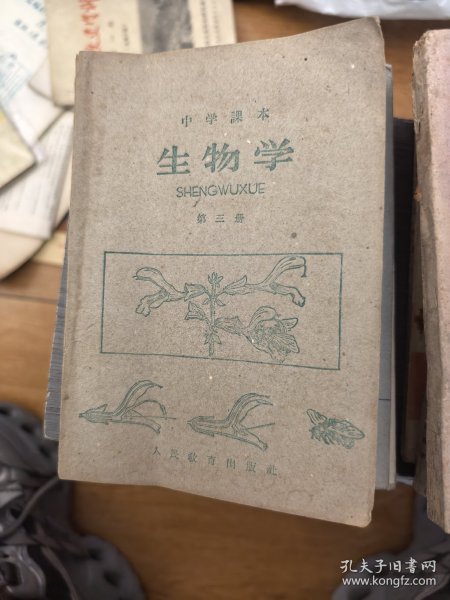 中学課本
生物学
SHENGWUXUE
第三册
人民教育出版社
孔夫子旧书网
www.kongfz.com